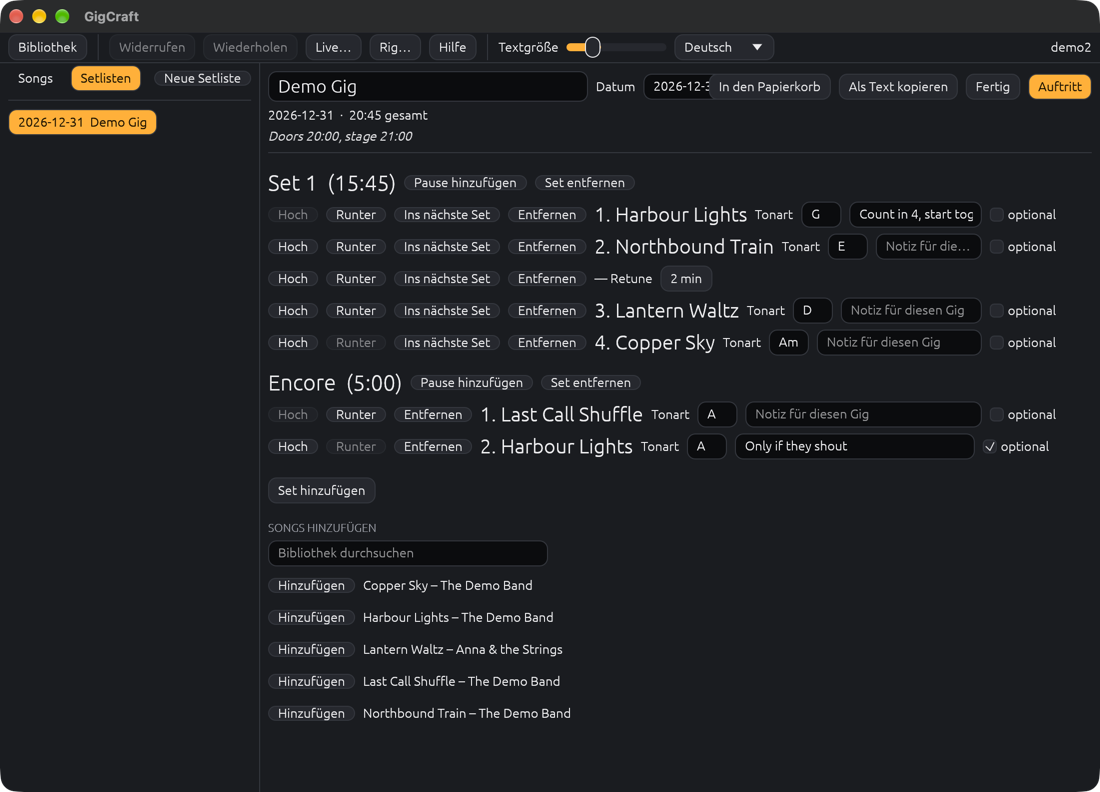 GigCraft
Bibliothek Widerrufen Wiederholen Live… Rig… Hilfe Textgröße Deutsch demo2
Songs Setlisten Neue Setliste
2026-12-31 Demo Gig
Demo Gig Datum 2026-12-3 In den Papierkorb Als Text kopieren Fertig Auftritt
2026-12-31 · 20:45 gesamt
Doors 20:00, stage 21:00
Set 1 (15:45) Pause hinzufügen Set entfernen
Hoch Runter Ins nächste Set Entfernen 1. Harbour Lights Tonart G Count in 4, start tog optional
Hoch Runter Ins nächste Set Entfernen 2. Northbound Train Tonart E Notiz für die… optional
Hoch Runter Ins nächste Set Entfernen — Retune 2 min
Hoch Runter Ins nächste Set Entfernen 3. Lantern Waltz Tonart D Notiz für diesen Gig optional
Hoch Runter Ins nächste Set Entfernen 4. Copper Sky Tonart Am Notiz für diesen Gig optional
Encore (5:00) Pause hinzufügen Set entfernen
Hoch Runter Entfernen 1. Last Call Shuffle Tonart A Notiz für diesen Gig optional
Hoch Runter Entfernen 2. Harbour Lights Tonart A Only if they shout optional
Set hinzufügen
SONGS HINZUFÜGEN
Bibliothek durchsuchen
Hinzufügen Copper Sky – The Demo Band
Hinzufügen Harbour Lights – The Demo Band
Hinzufügen Lantern Waltz – Anna & the Strings
Hinzufügen Last Call Shuffle – The Demo Band
Hinzufügen Northbound Train – The Demo Band